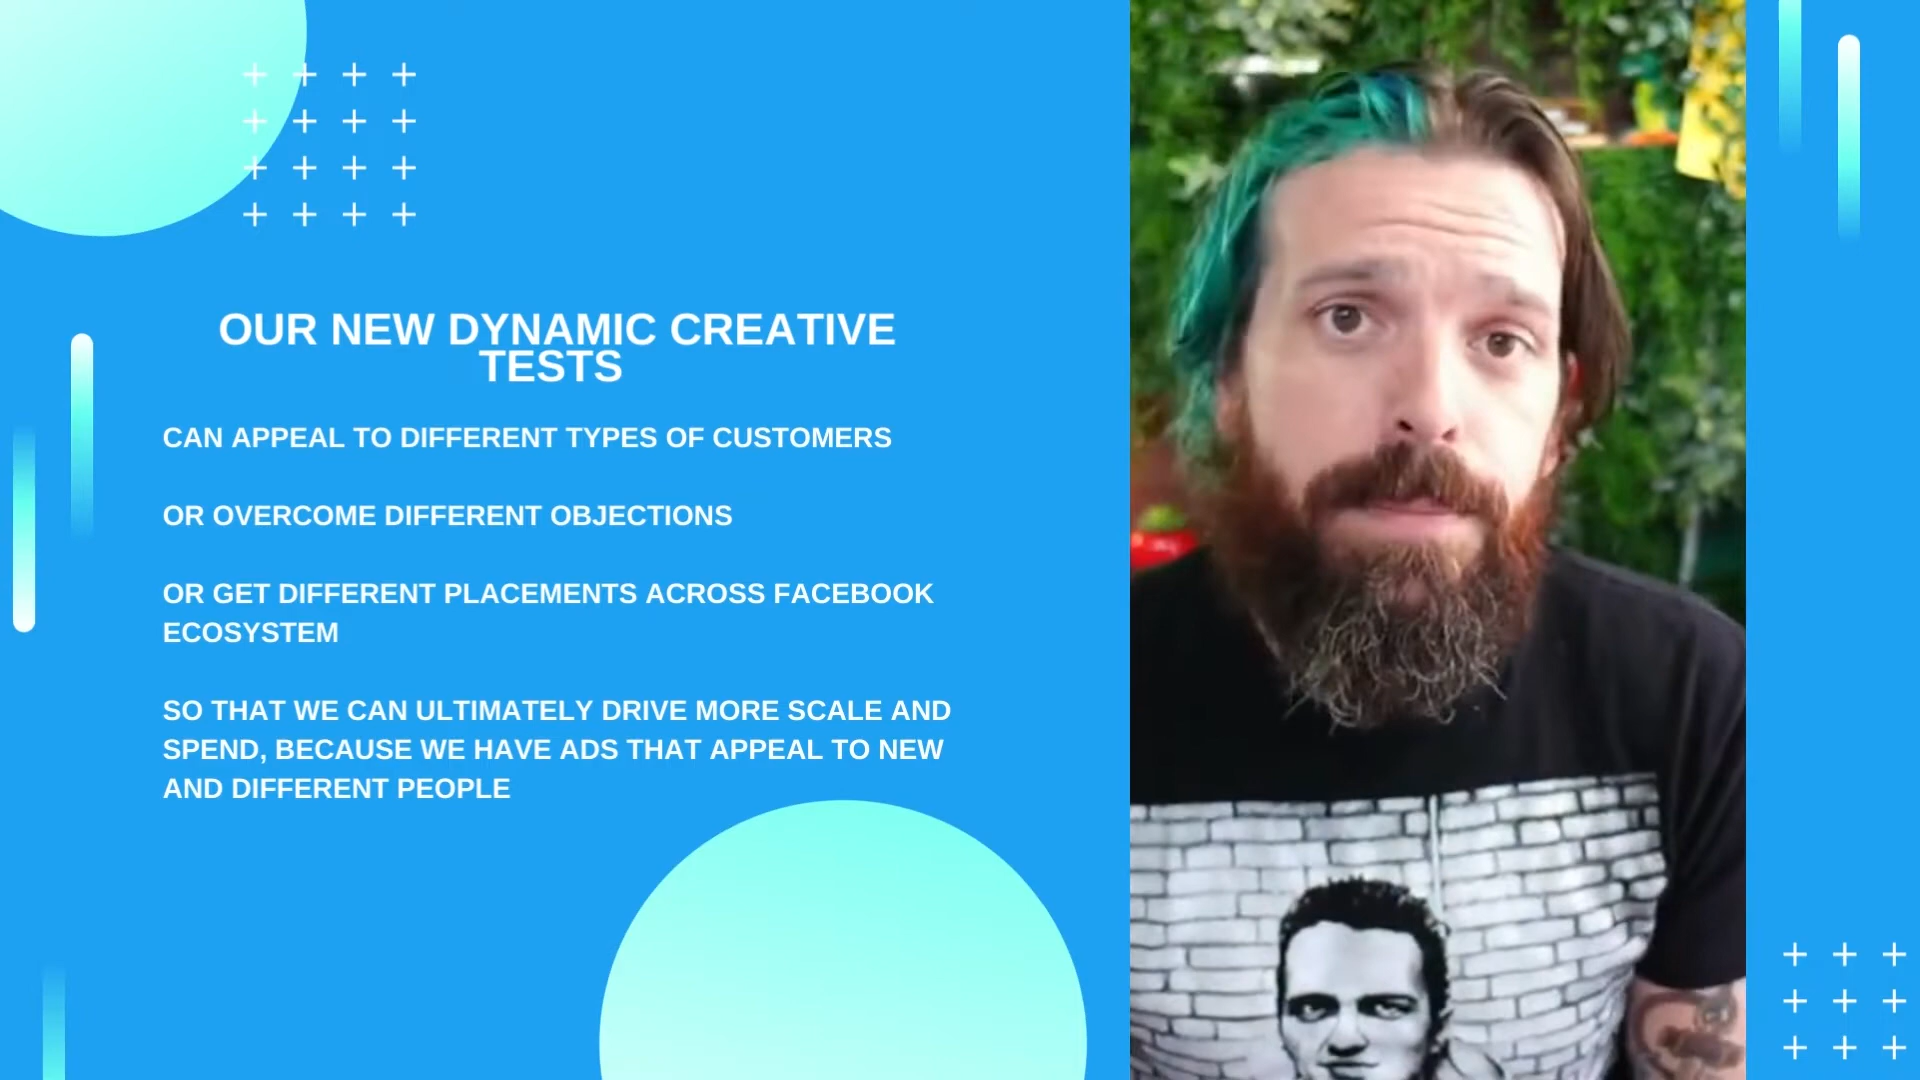 OUR NEW DYNAMIC CREATIVE
TESTS
CAN APPEAL TO DIFFERENT TYPES OF CUSTOMERS
OR OVERCOME DIFFERENT OBJECTIONS
OR GET DIFFERENT PLACEMENTS ACROSS FACEBOOK
ECOSYSTEM
SO THAT WE CAN ULTIMATELY DRIVE MORE SCALE AND
SPEND, BECAUSE WE HAVE ADS THAT APPEAL TO NEW
AND DIFFERENT PEOPLE